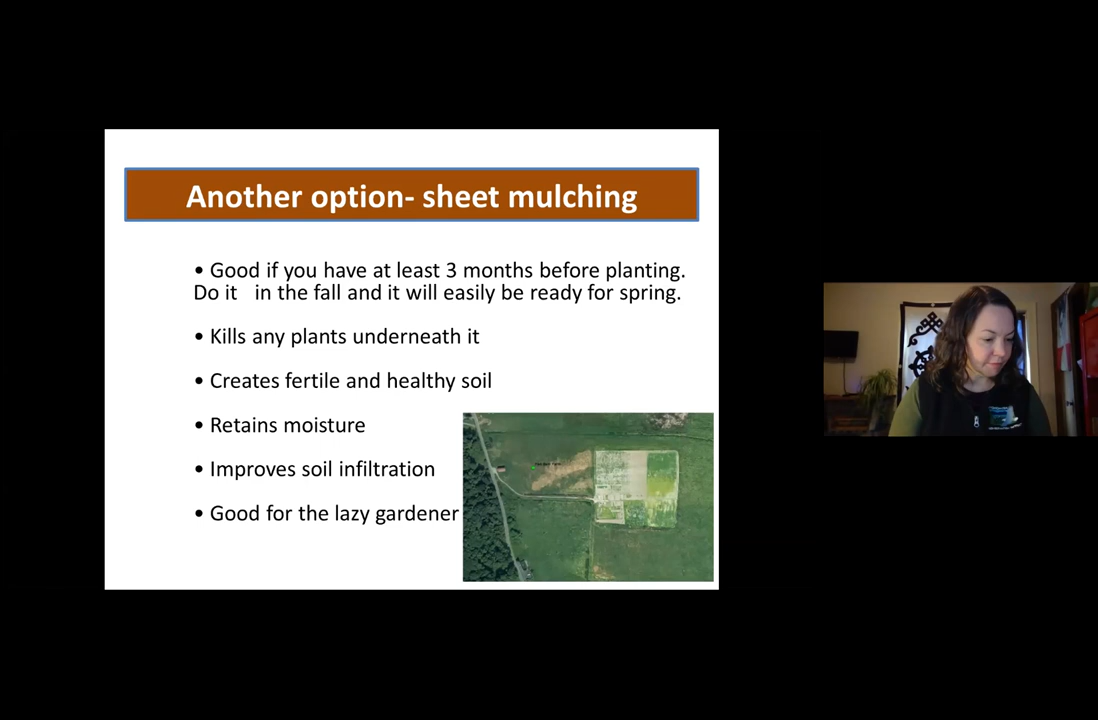 Another option- sheet mulching
• Good if you have at least 3 months before planting.
Do it   in the fall and it will easily be ready for spring.
• Kills any plants underneath it
• Creates fertile and healthy soil
• Retains moisture
• Improves soil infiltration
• Good for the lazy gardener